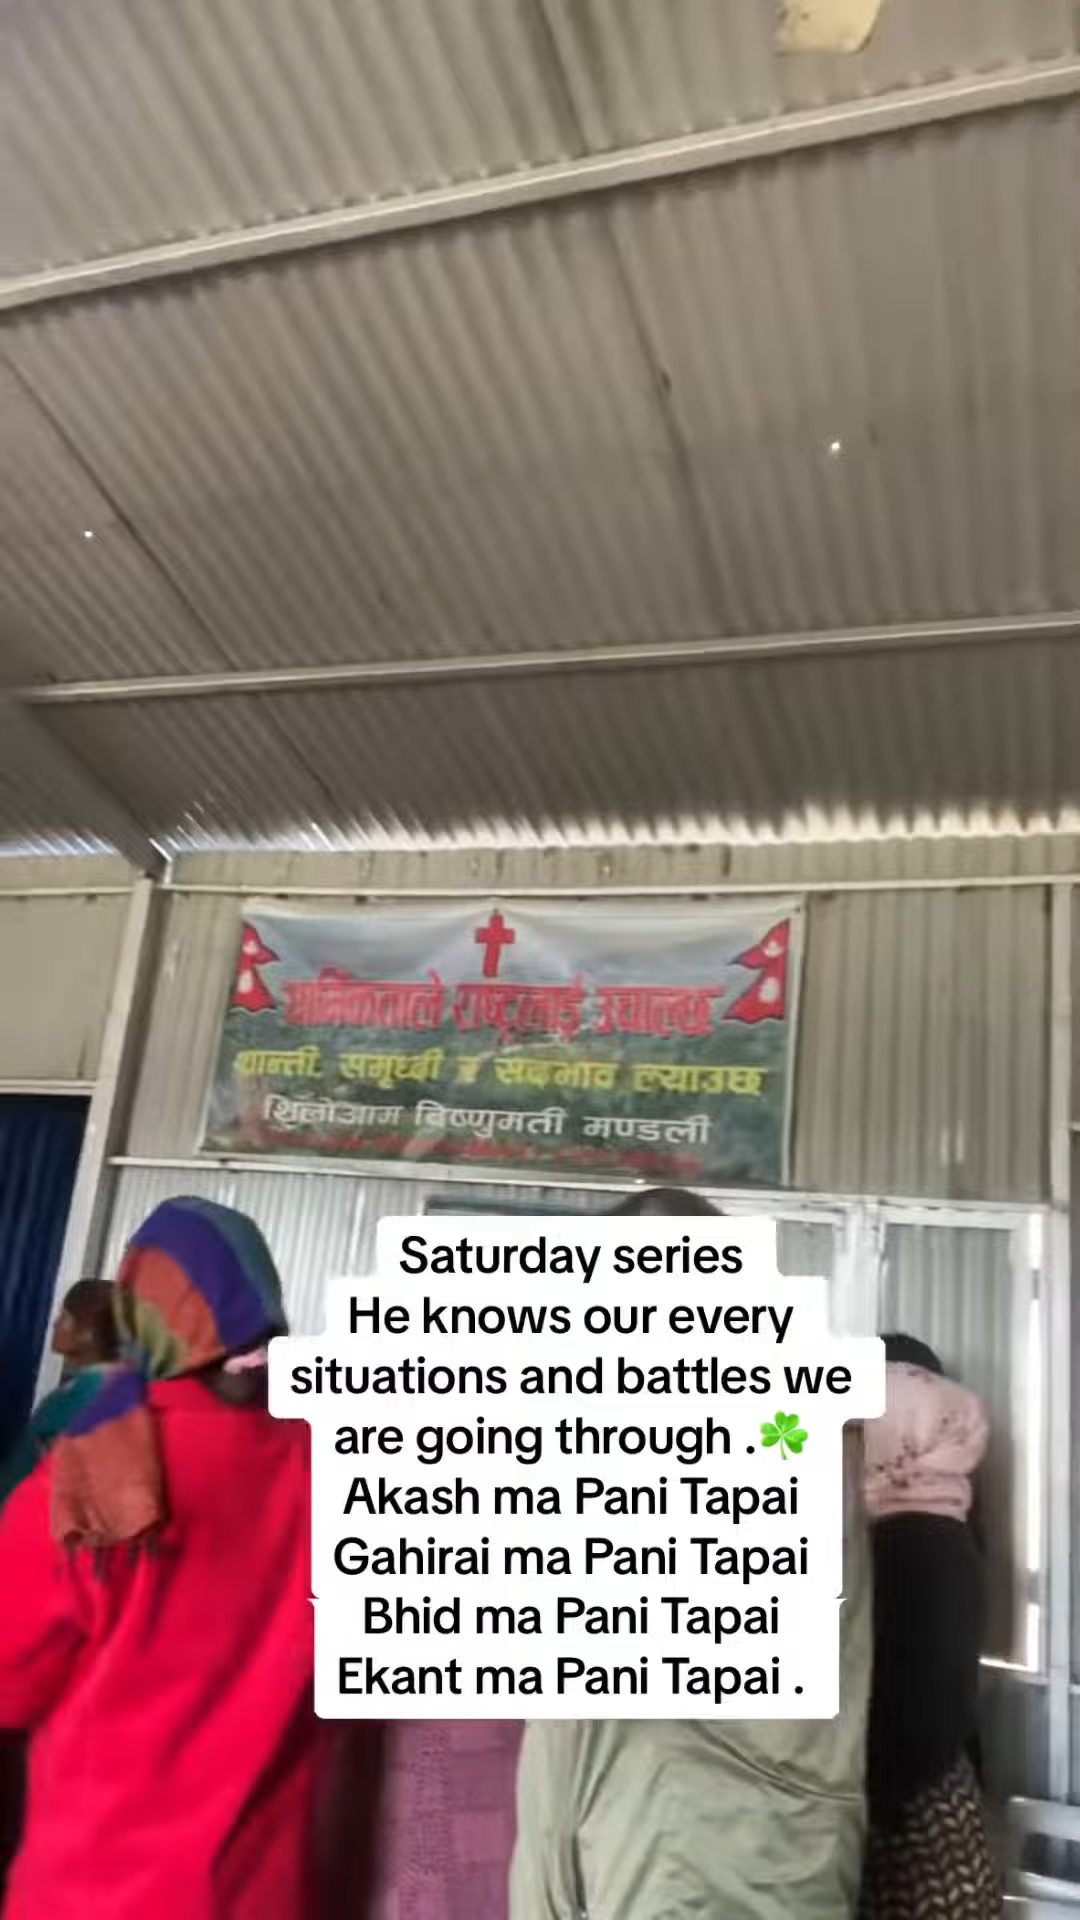 धार्मिकताले राष्ट्रलाई उचाल्छ
शान्ती समृध्दी र सदभाव ल्याउछ
शिलोआम बिष्णुमती मण्डली
Saturday series
He knows our every
situations and battles we
are going through .☘️
Akash ma Pani Tapai
Gahirai ma Pani Tapai
Bhid ma Pani Tapai
Ekant ma Pani Tapai .